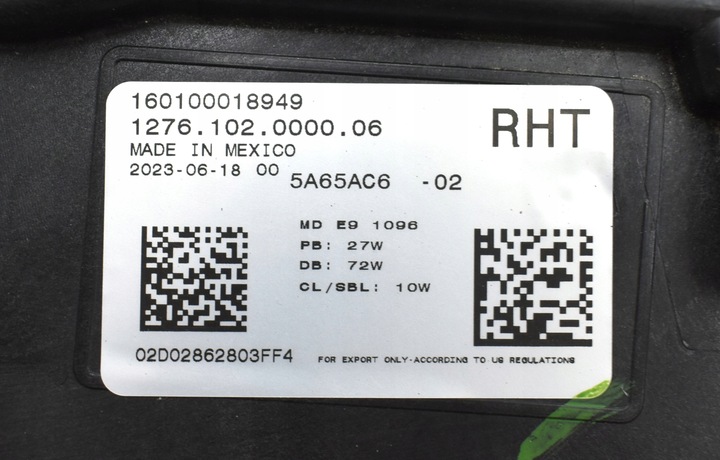 160100018949
1276.102.0000.06
RHT
MADE IN MEXICO
2023-06-18 00
5A65AC6 -02
MD E9 1096
PB: 27W
DB: 72W
CL/SBL: 10W
02D02862803FF4
FOR EXPORT ONLY-ACCORDING TO US REGULATIONS